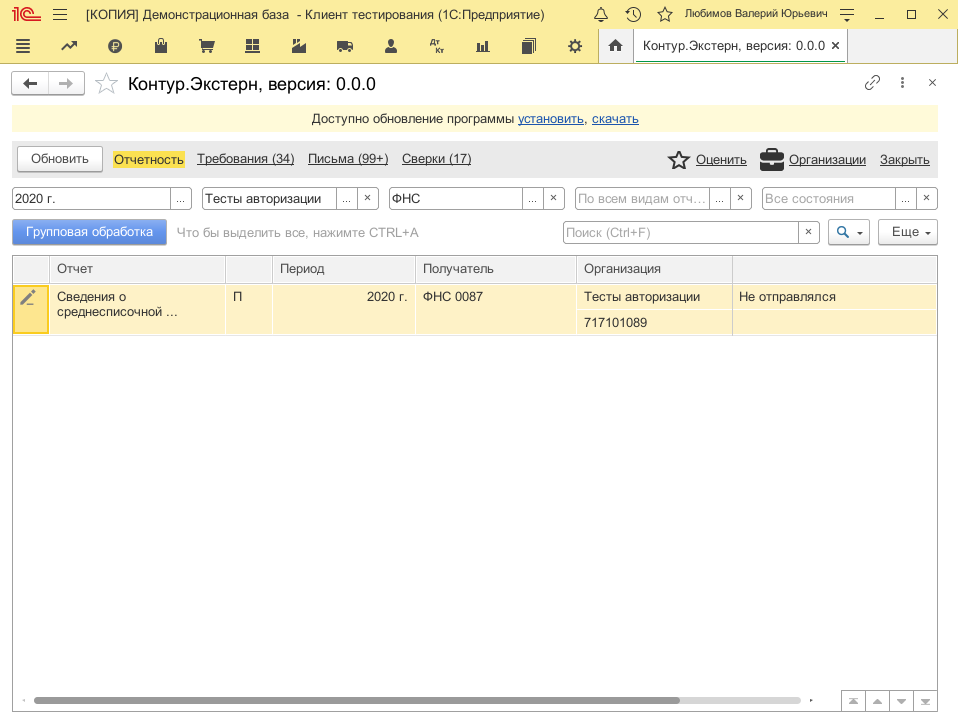 [КОПИЯ] Демонстрационная база - Клиент тестирования (1С:Предприятие) Любимов Валерий Юрьевич
Контур.Экстерн, версия: 0.0.0
Контур.Экстерн, версия: 0.0.0
Доступно обновление программы установить, скачать
Обновить Отчетность Требования (34) Письма (99+) Сверки (17) Оценить Организации Закрыть
2020 г. ... Тесты авторизации ... × ФНС ... × По всем видам отч... ... × Все состояния ... ×
Групповая обработка Что бы выделить все, нажмите CTRL+A Поиск (Ctrl+F) × Еще
Отчет Период Получатель Организация
Сведения о П 2020 г. ФНС 0087 Тесты авторизации Не отправлялся
среднесписочной ...
717101089